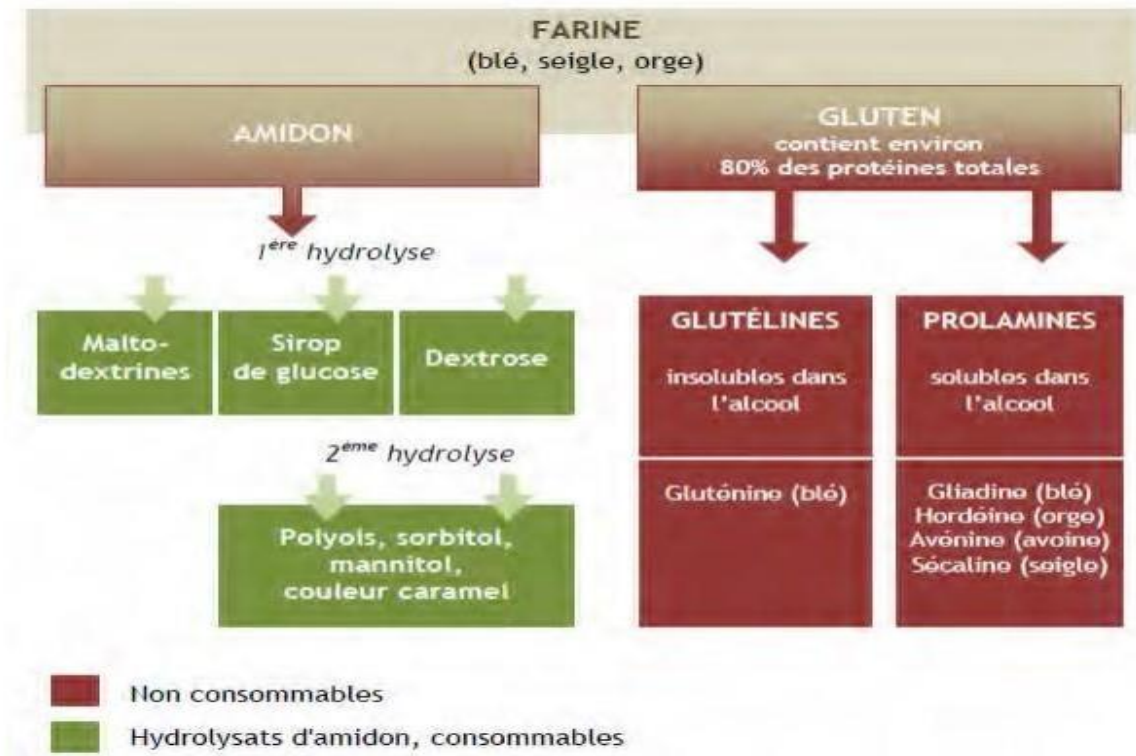 FARINE
(blé, seigle, orge)
AMIDON
GLUTEN
contient environ
80% des protéines totales
1ére hydrolyse
Malto-
dextrines
Sirop
de glucose
Dextrose
2éme hydrolyse
Polyols, sorbitol,
mannitol,
couleur caramel
GLUTÉLINES
insolubles dans
l'alcool
Gluténine (blé)
PROLAMINES
solubles dans
l'alcool
Gliadine (blé)
Hordéine (orge)
Avénine (avoine)
Sécaline (seigle)
Non consommables
Hydrolysats d'amidon, consommables